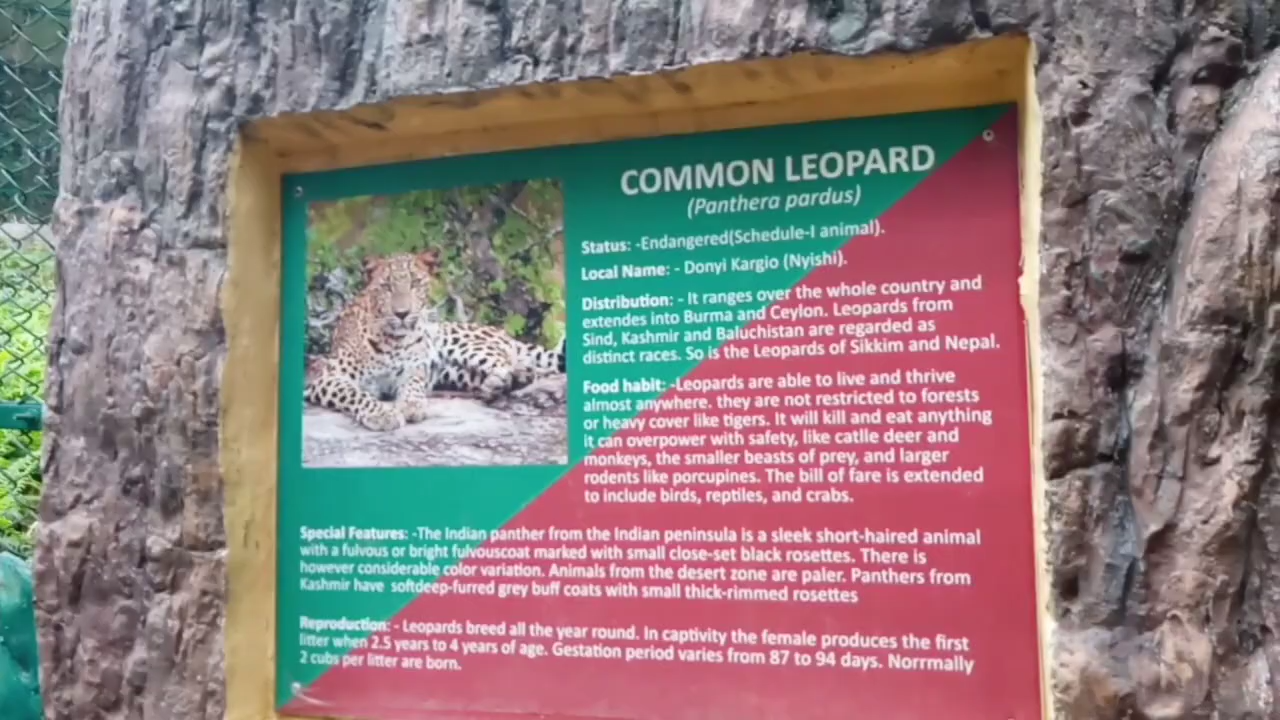 COMMON LEOPARD
(Panthera pardus)
Status: -Endangered(Schedule-I animal).
Local Name: - Donyi Kargio (Nyishi).
Distribution: - It ranges over the whole country and
extendes into Burma and Ceylon. Leopards from
Sind, Kashmir and Baluchistan are regarded as
distinct races. So is the Leopards of Sikkim and Nepal.
Food habit: -Leopards are able to live and thrive
almost anywhere. they are not restricted to forests
or heavy cover like tigers. It will kill and eat anything
it can overpower with safety, like catlle deer and
monkeys, the smaller beasts of prey, and larger
rodents like porcupines. The bill of fare is extended
to include birds, reptiles, and crabs.
Special Features: -The Indian panther from the Indian peninsula is a sleek short-haired animal
with a fulvous or bright fulvouscoat marked with small close-set black rosettes. There is
however considerable color variation. Animals from the desert zone are paler. Panthers from
Kashmir have softdeep-furred grey buff coats with small thick-rimmed rosettes
Reproduction: - Leopards breed all the year round. In captivity the female produces the first
litter when 2.5 years to 4 years of age. Gestation period varies from 87 to 94 days. Norrmally
2 cubs per litter are born.